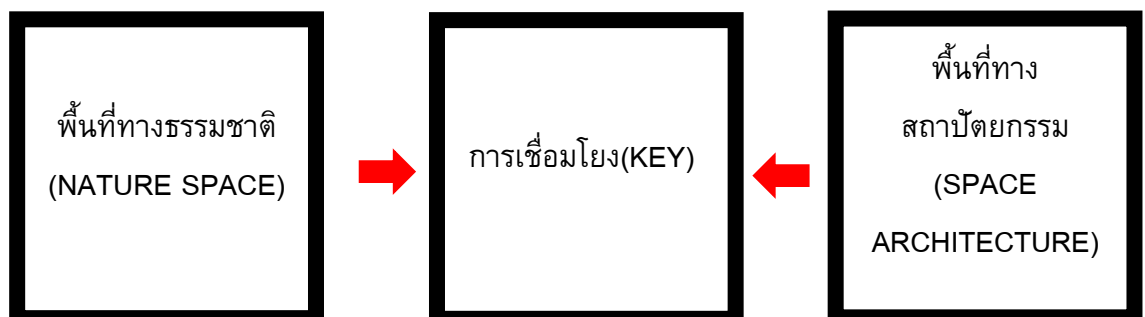 พื้นที่ทางธรรมชาติ
(NATURE SPACE)
การเชื่อมโยง(KEY)
พื้นที่ทาง
สถาปัตยกรรม
(SPACE
ARCHITECTURE)